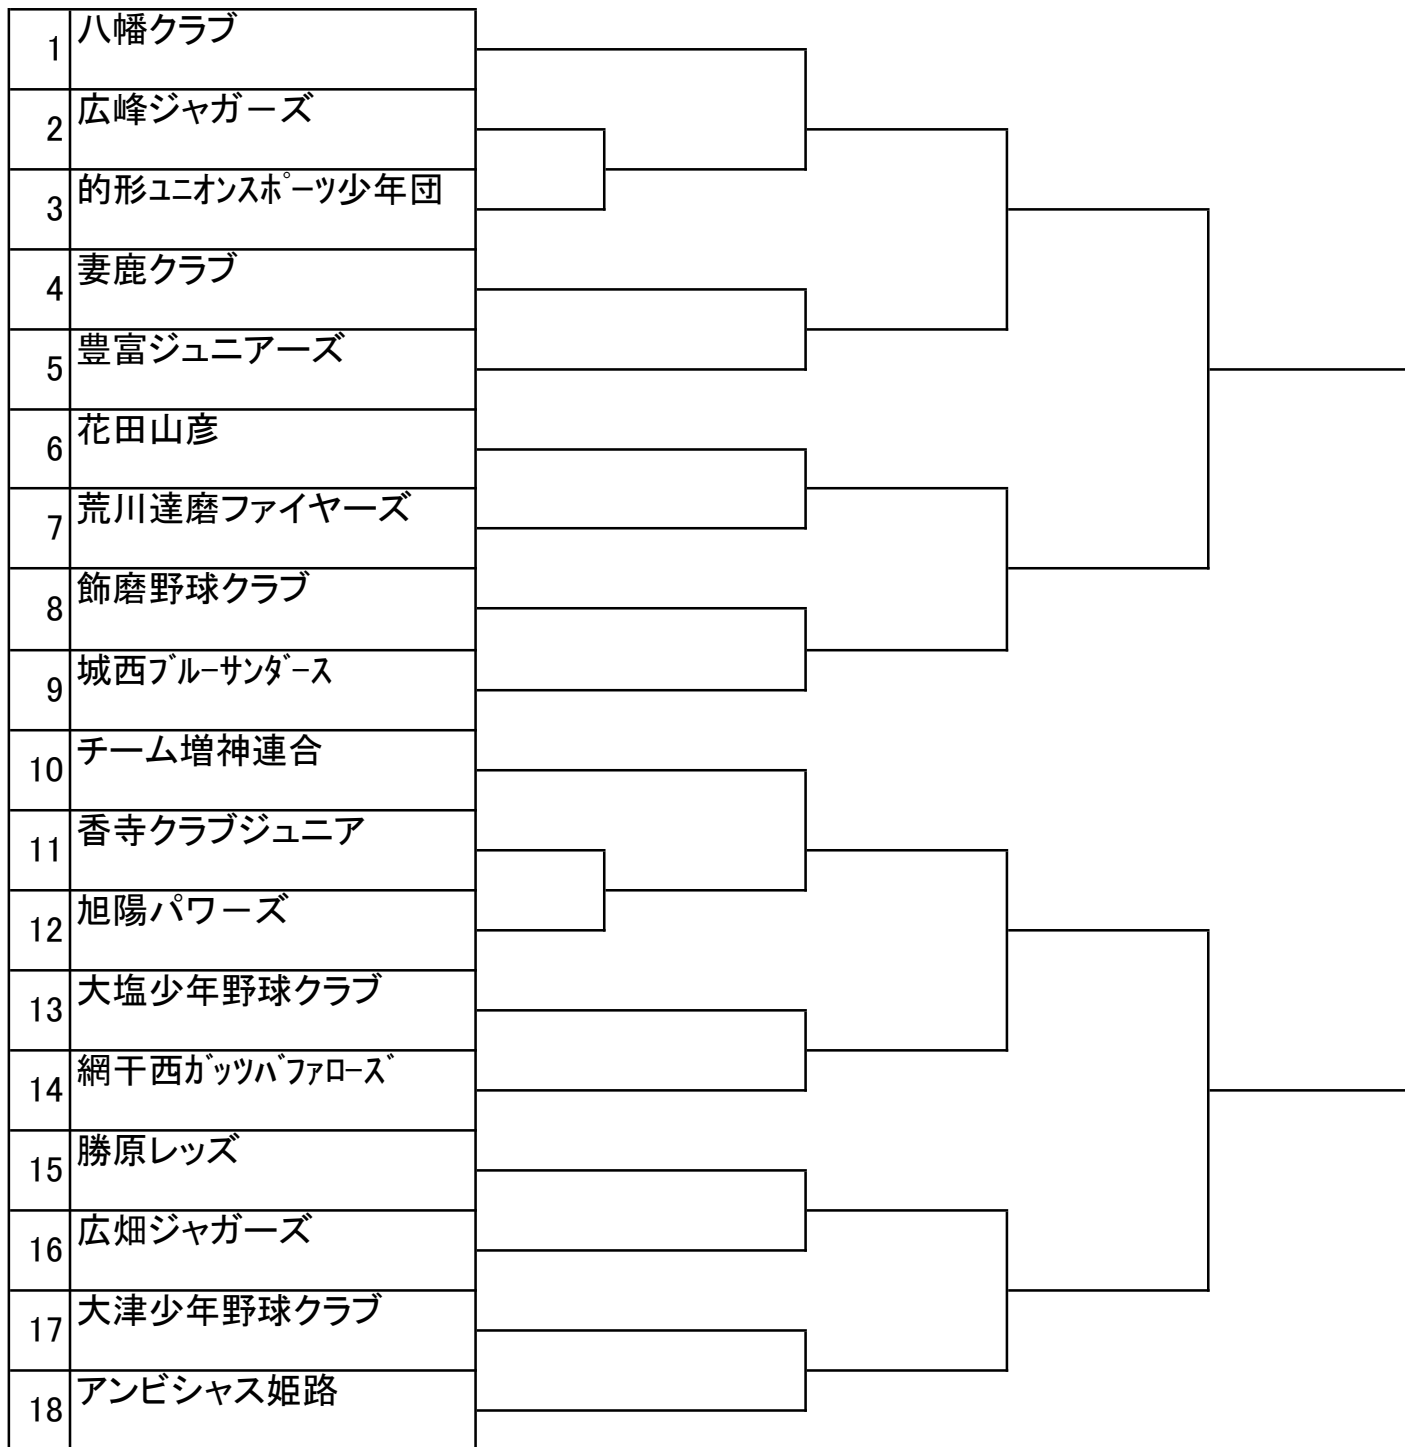 1 八幡クラブ
2 広峰ジャガーズ
3 的形ﾕﾆｵﾝｽﾎﾟｰﾂ少年団
4 妻鹿クラブ
5 豊富ジュニアーズ
6 花田山彦
7 荒川達磨ファイヤーズ
8 飾磨野球クラブ
9 城西ﾌﾞﾙｰｻﾝﾀﾞｰｽ
10 チーム増神連合
11 香寺クラブジュニア
12 旭陽パワーズ
13 大塩少年野球クラブ
14 網干西ｶﾞｯﾂﾊﾞﾌｧﾛｰｽﾞ
15 勝原レッズ
16 広畑ジャガーズ
17 大津少年野球クラブ
18 アンビシャス姫路